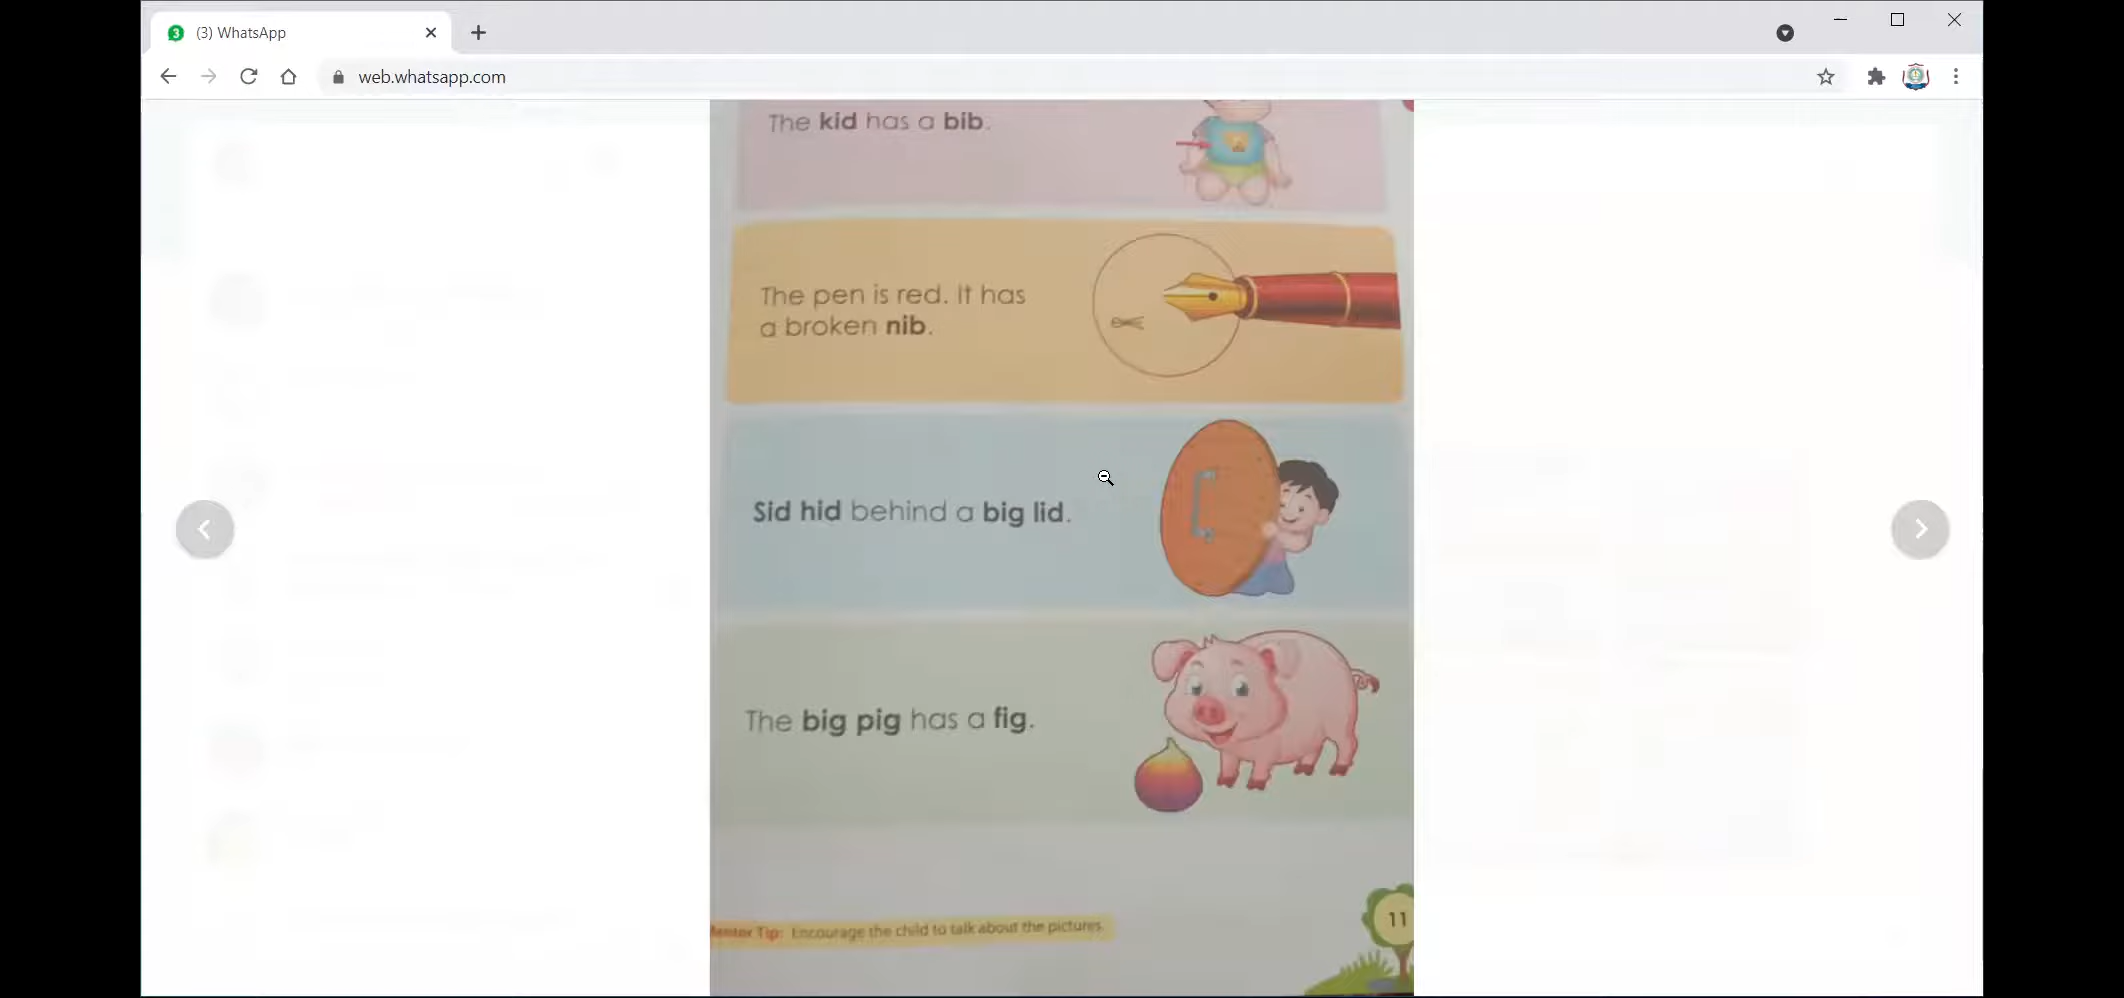 (3) WhatsApp
web.whatsapp.com
The kid has a bib.
The pen is red. It has
a broken nib.
Sid hid behind a big lid.
The big pig has a fig.
Mentor Tip: Encourage the child to talk about the pictures.
11